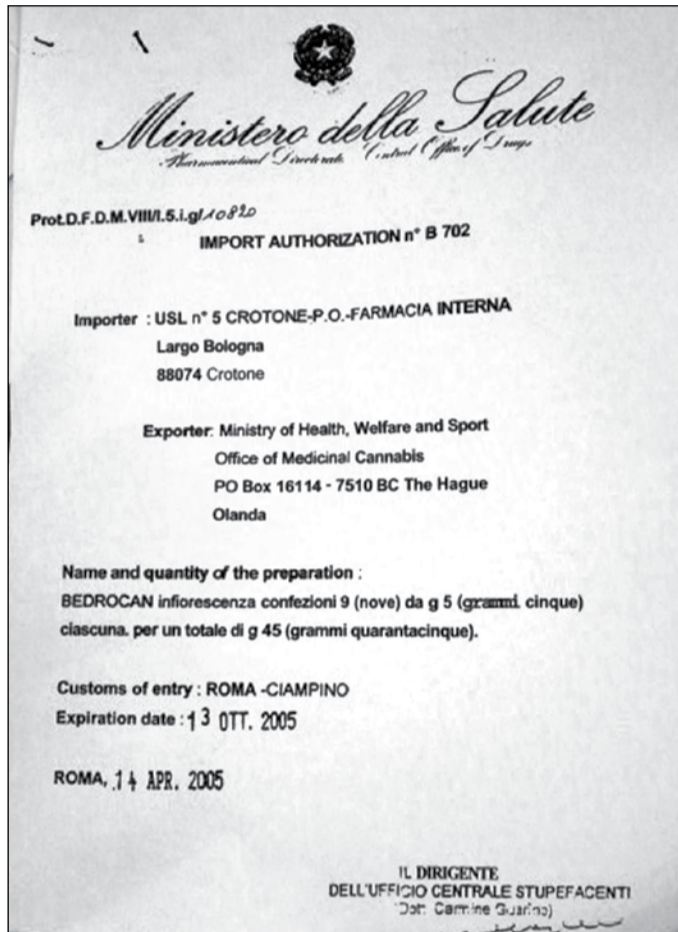 Ministero della Salute
Pharmaceutical Directorate Central Office of Drugs
Prot.D.F.D.M.VIII/I.5.i.g/10820
IMPORT AUTHORIZATION n° B 702
Importer : USL n° 5 CROTONE-P.O.-FARMACIA INTERNA
Largo Bologna
88074 Crotone
Exporter: Ministry of Health, Welfare and Sport
Office of Medicinal Cannabis
PO Box 16114 - 7510 BC The Hague
Olanda
Name and quantity of the preparation :
BEDROCAN infiorescenza confezioni 9 (nove) da g 5 (grammi cinque)
ciascuna. per un totale di g 45 (grammi quarantacinque).
Customs of entry : ROMA -CIAMPINO
Expiration date : 13 OTT. 2005
ROMA, 14 APR. 2005
IL DIRIGENTE
DELL'UFFICIO CENTRALE STUPEFACENTI
(Dott. Carmine Guarino)